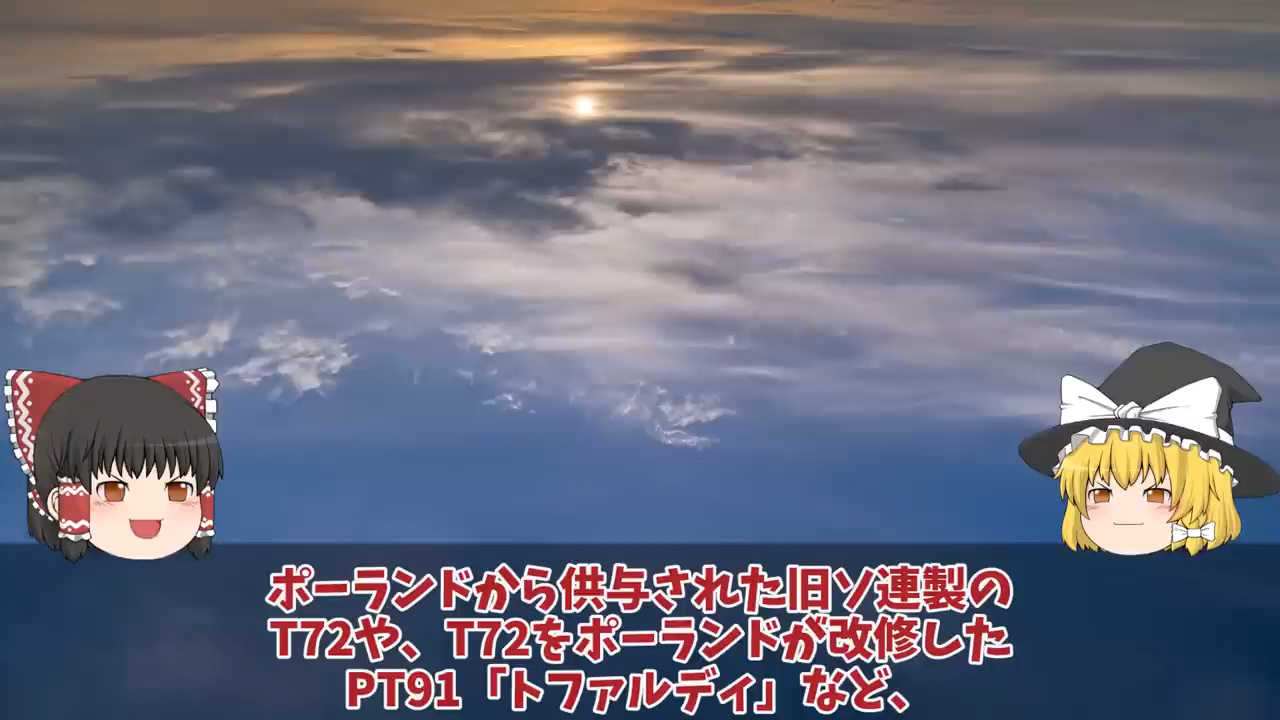 ポーランドから供与された旧ソ連製の
T72や、T72をポーランドが改修した
PT91「トファルディ」など、